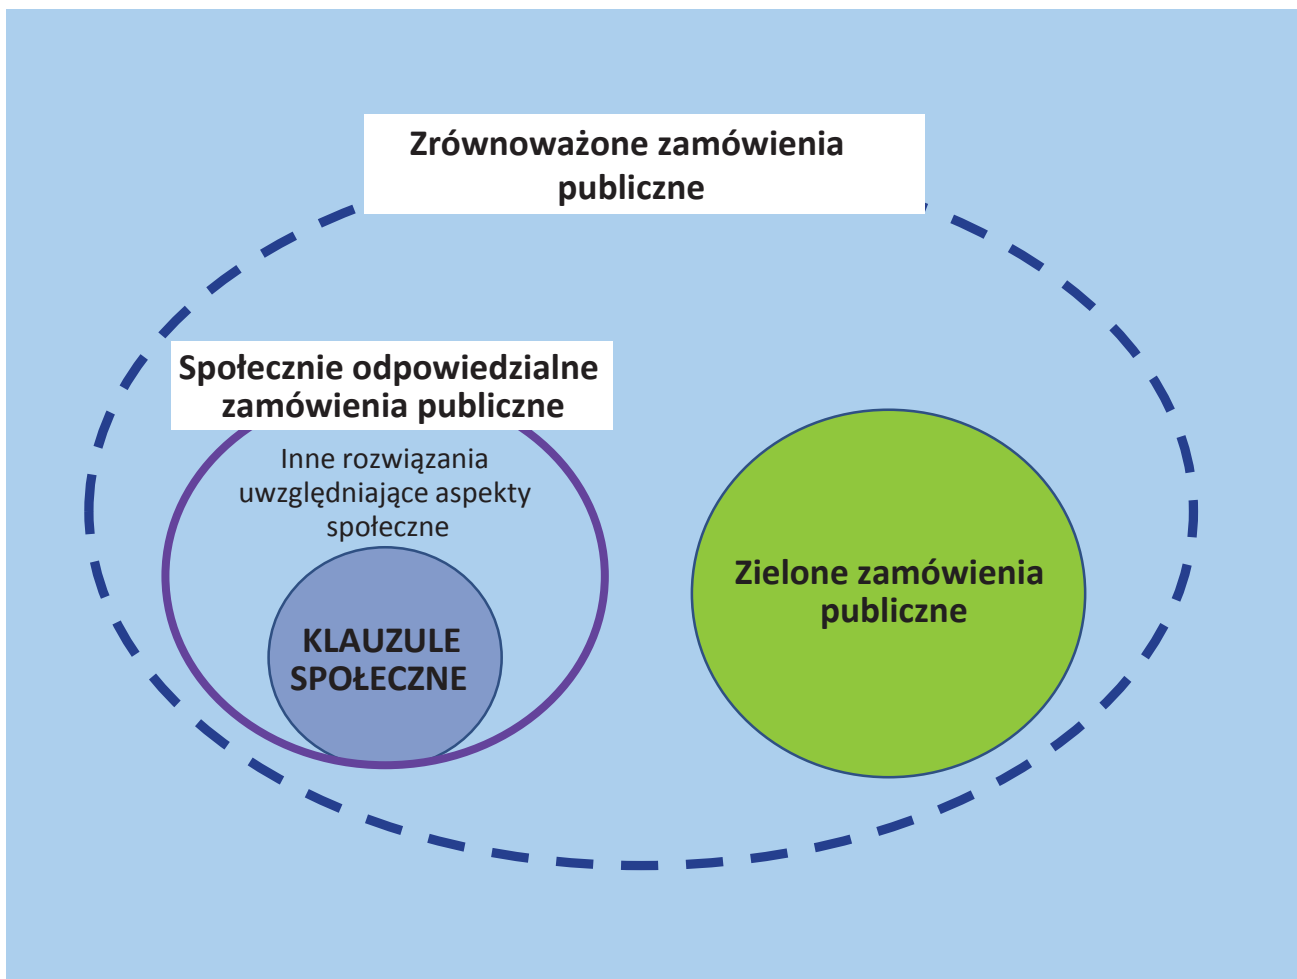 Zrównoważone zamówienia
publiczne
Społecznie odpowiedzialne
zamówienia publiczne
Inne rozwiązania
uwzględniające aspekty
społeczne
KLAUZULE
SPOŁECZNE
Zielone zamówienia
publiczne